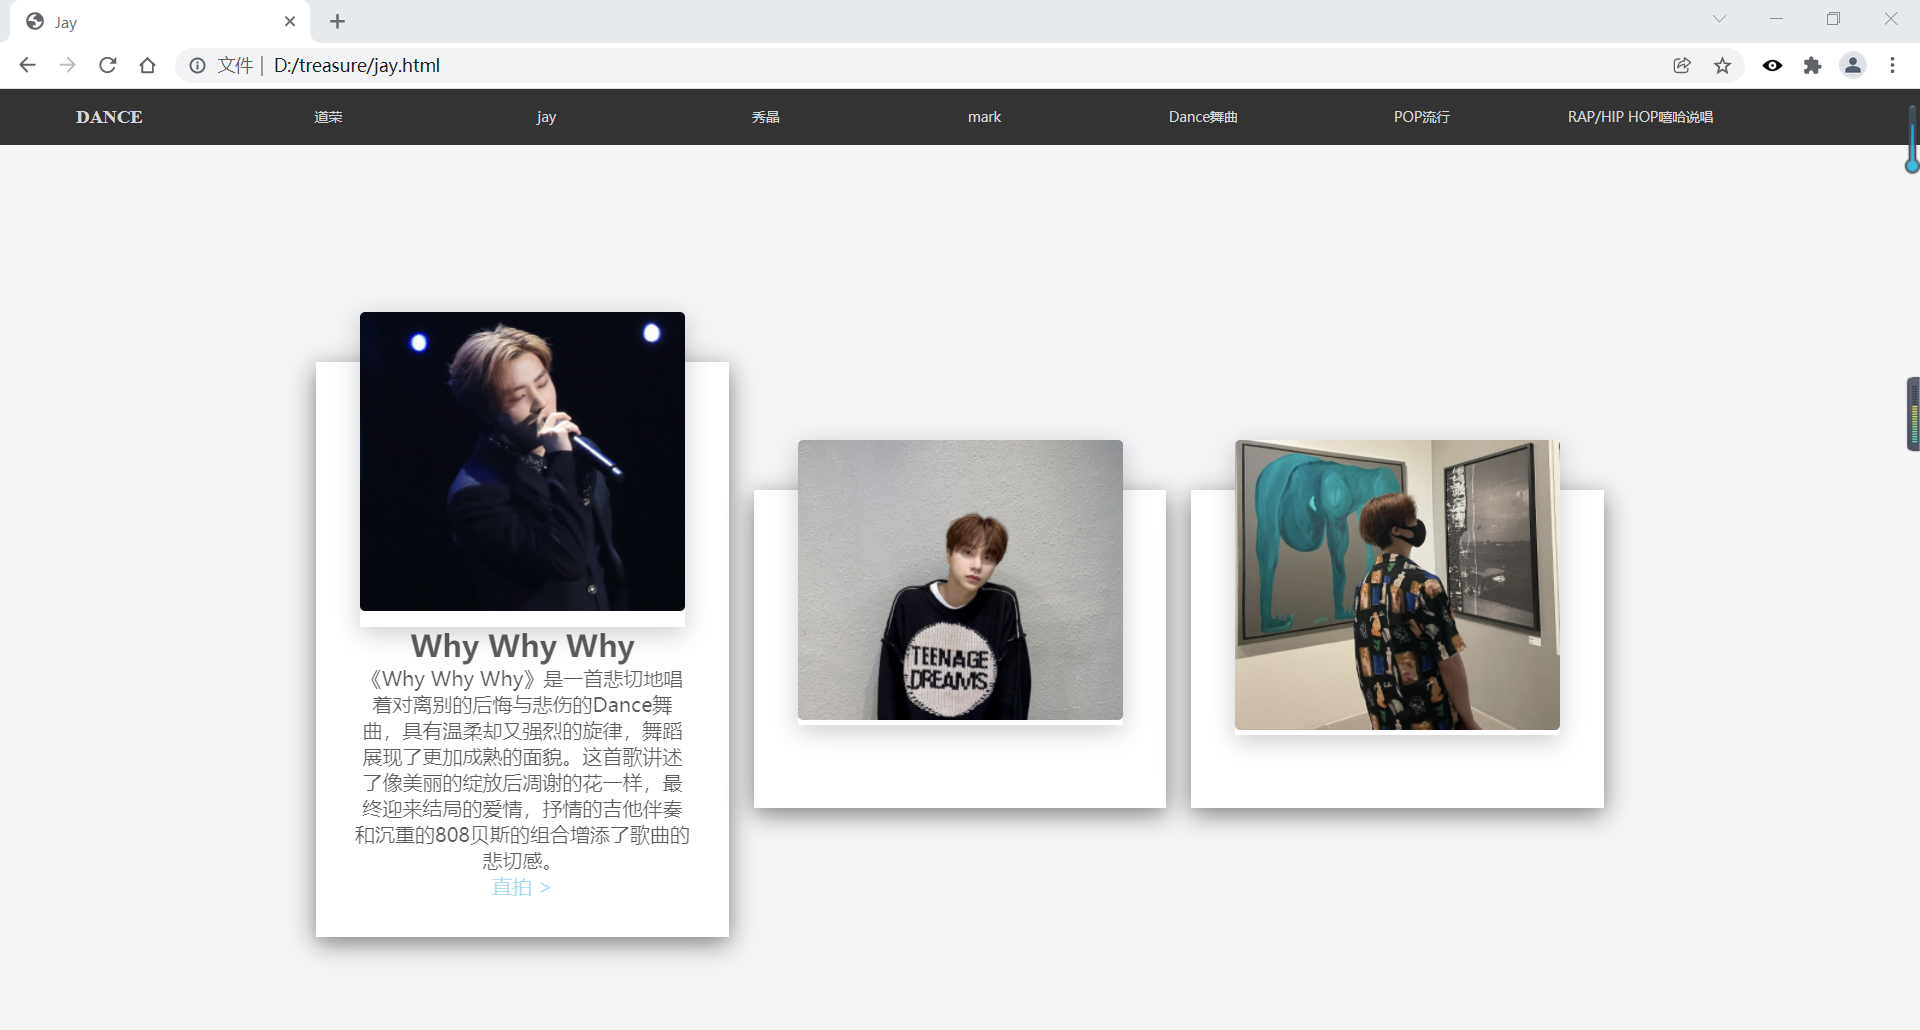 Jay
文件 | D:/treasure/jay.html
DANCE 道荣 jay 秀晶 mark Dance舞曲 POP流行 RAP/HIP HOP嘻哈说唱
TEENAGE
DREAMS
Why Why Why
《Why Why Why》是一首悲切地唱
着对离别的后悔与悲伤的Dance舞
曲，具有温柔却又强烈的旋律，舞蹈
展现了更加成熟的面貌。这首歌讲述
了像美丽的绽放后凋谢的花一样，最
终迎来结局的爱情，抒情的吉他伴奏
和沉重的808贝斯的组合增添了歌曲的
悲切感。
直拍 >